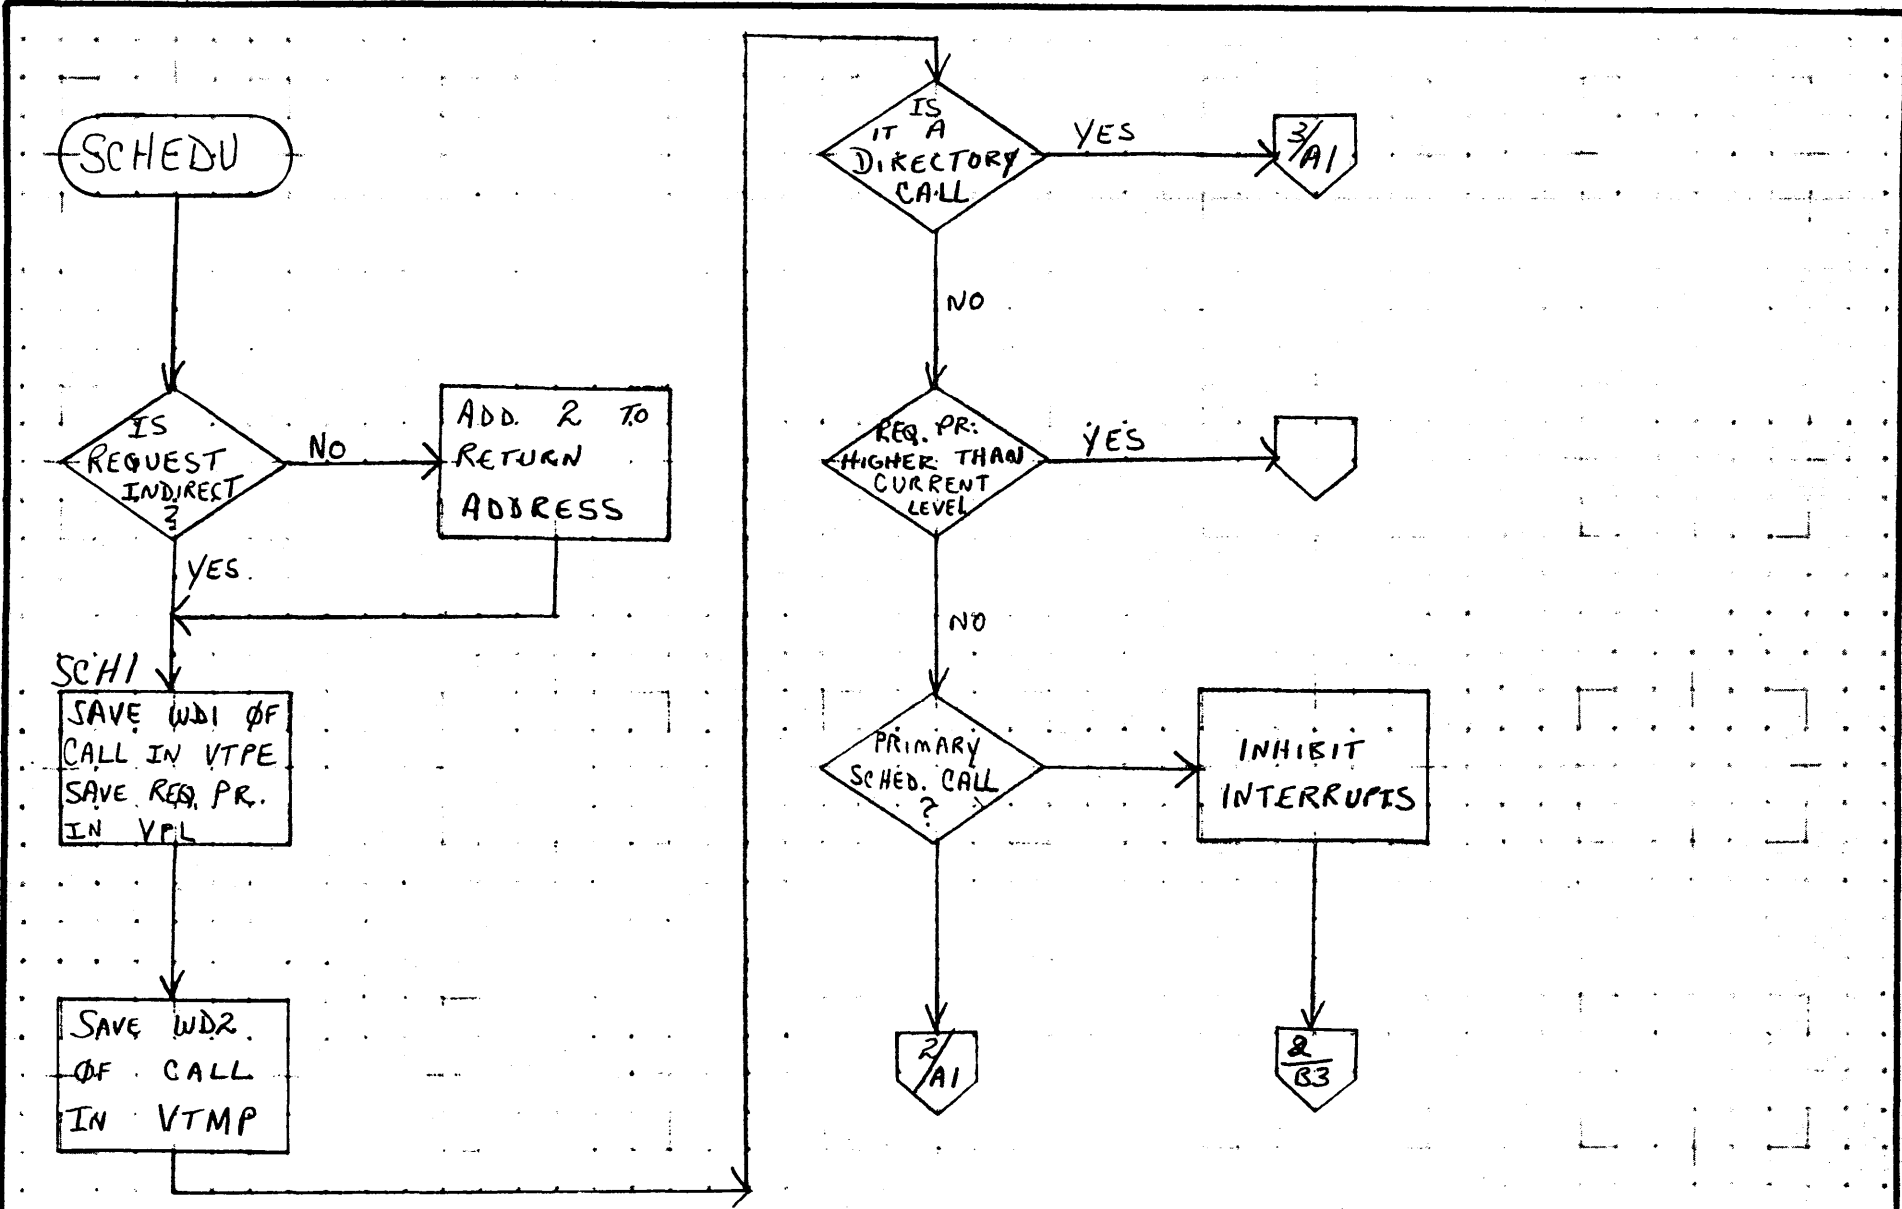 SCHEDU
IS
REQUEST
INDIRECT
?
NO
ADD. 2 TO
RETURN
ADDRESS
YES.
SCH1
SAVE WD1 ØF
CALL IN VTPE
SAVE REQ. PR.
IN VPL
SAVE WD2.
ØF CALL
IN VTMP
IS
IT A
DIRECTORY
CALL
YES
3/A1
NO
REQ. PR.
HIGHER THAN
CURRENT
LEVEL
YES
NO
PRIMARY
SCHED. CALL
?
INHIBIT
INTERRUPTS
2/A1
2
B3